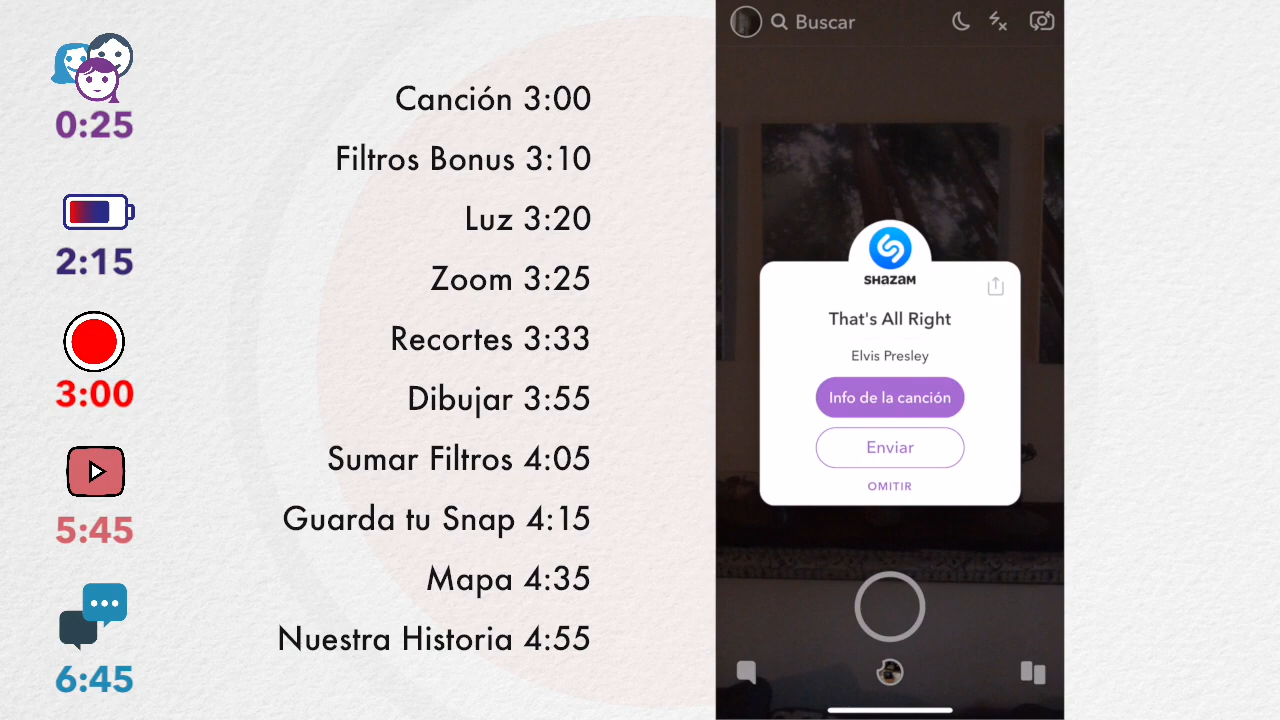 0:25
2:15
3:00
5:45
6:45
Canción 3:00
Filtros Bonus 3:10
Luz 3:20
Zoom 3:25
Recortes 3:33
Dibujar 3:55
Sumar Filtros 4:05
Guarda tu Snap 4:15
Mapa 4:35
Nuestra Historia 4:55
Buscar
SHAZAM
That's All Right
Elvis Presley
Info de la canción
Enviar
OMITIR